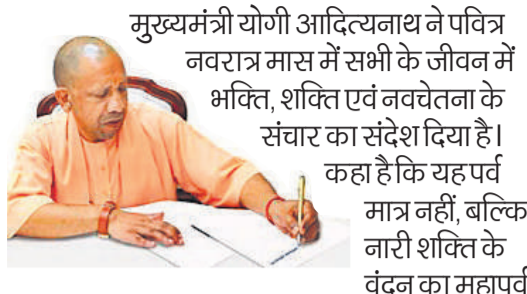 मुख्यमंत्री योगी आदित्यनाथ ने पवित्र
नवरात्र मास में सभी के जीवन में
भक्ति, शक्ति एवं नवचेतना के
संचार का संदेश दिया है।
कहा है कि यह पर्व
मात्र नहीं, बल्कि
नारी शक्ति के
वंदन का महापर्व